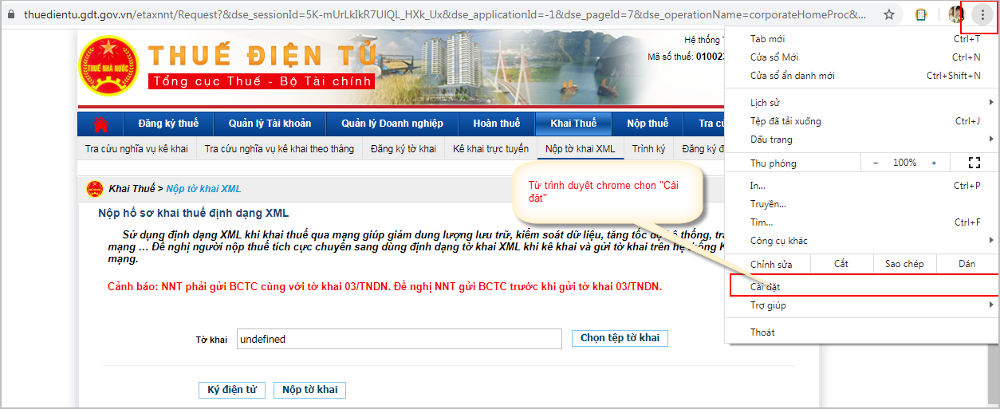 thuedientu.gdt.gov.vn/etaxnnt/Request?&dse_sessionId=5K-mUrLkIkR7UIQL_HXk_Ux&dse_applicationId=-1&dse_pageId=7&dse_operationName=corporateHomeProc&...
THUẾ ĐIỆN TỬ
THUẾ NHÀ NƯỚC
Tổng cục Thuế - Bộ Tài chính
Hệ thống
Mã số thuế: 01002
Đăng ký thuế Quản lý Tài khoản Quản lý Doanh nghiệp Hoàn thuế Khai Thuế Nộp thuế Tra
Tra cứu nghĩa vụ kê khai Tra cứu nghĩa vụ kê khai theo tháng Đăng ký tờ khai Kê khai trực tuyến Nộp tờ khai XML Trình ký Đăng ký
Khai Thuế > Nộp tờ khai XML
Nộp hồ sơ khai thuế định dạng XML
Sử dụng định dạng XML khi khai thuế qua mạng giúp giảm dung lượng lưu trữ, kiểm soát dữ liệu, tăng tốc độ hệ thống,
mạng ... Đề nghị người nộp thuế tích cực chuyển sang dùng định dạng tờ khai XML khi kê khai và gửi tờ khai trên hệ thống
mạng.
Cảnh báo: NNT phải gửi BCTC cùng với tờ khai 03/TNDN. Đề nghị NNT gửi BCTC trước khi gửi tờ khai 03/TNDN.
Tờ khai undefined Chọn tệp tờ khai
Ký điện tử Nộp tờ khai
Từ trình duyệt chrome chọn "Cài
đặt"
Tab mới Ctrl+T
Cửa sổ Mới Ctrl+N
Cửa sổ ẩn danh mới Ctrl+Shift+N
Lịch sử
Tệp đã tải xuống Ctrl+J
Dấu trang
Thu phóng − 100% +
In... Ctrl+P
Truyền...
Tìm... Ctrl+F
Công cụ khác
Chỉnh sửa Cắt Sao chép Dán
Cài đặt
Trợ giúp
Thoát